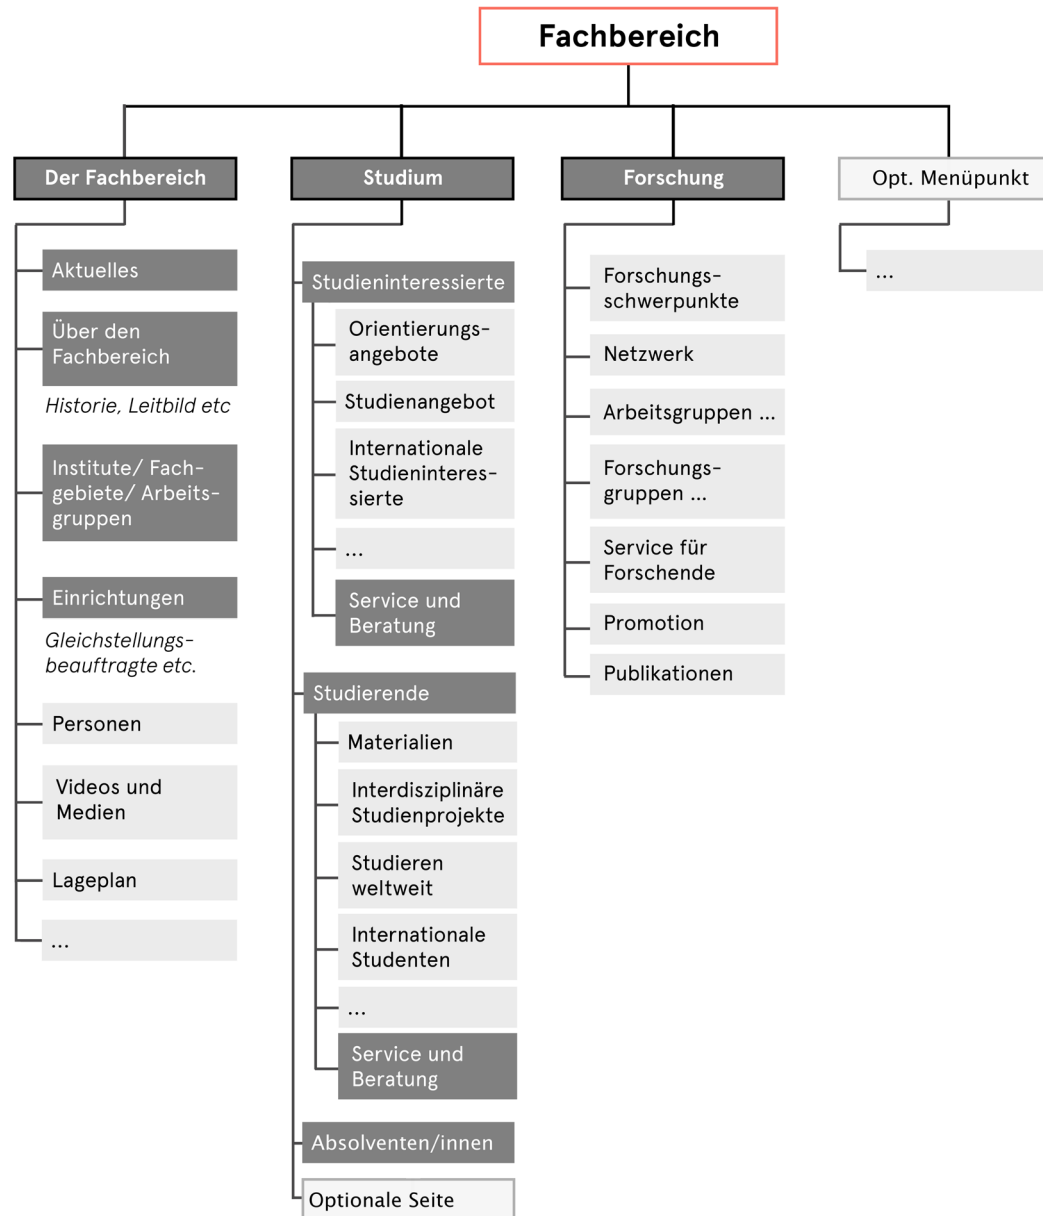 Fachbereich
Der Fachbereich
Aktuelles
Über den
Fachbereich
Historie, Leitbild etc
Institute/ Fach-
gebiete/ Arbeits-
gruppen
Einrichtungen
Gleichstellungs-
beauftragte etc.
Personen
Videos und
Medien
Lageplan
...
Studium
Studieninteressierte
Orientierungs-
angebote
Studienangebot
Internationale
Studieninteres-
sierte
...
Service und
Beratung
Studierende
Materialien
Interdisziplinäre
Studienprojekte
Studieren
weltweit
Internationale
Studenten
...
Service und
Beratung
Absolventen/innen
Optionale Seite
Forschung
Forschungs-
schwerpunkte
Netzwerk
Arbeitsgruppen ...
Forschungs-
gruppen ...
Service für
Forschende
Promotion
Publikationen
Opt. Menüpunkt
...